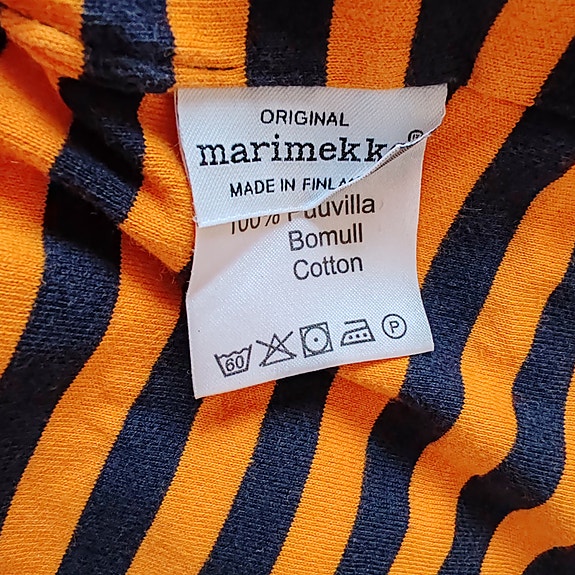 ORIGINAL
marimekk ®
MADE IN FINLA
100% Puuvilla
Bomull
Cotton
60 P